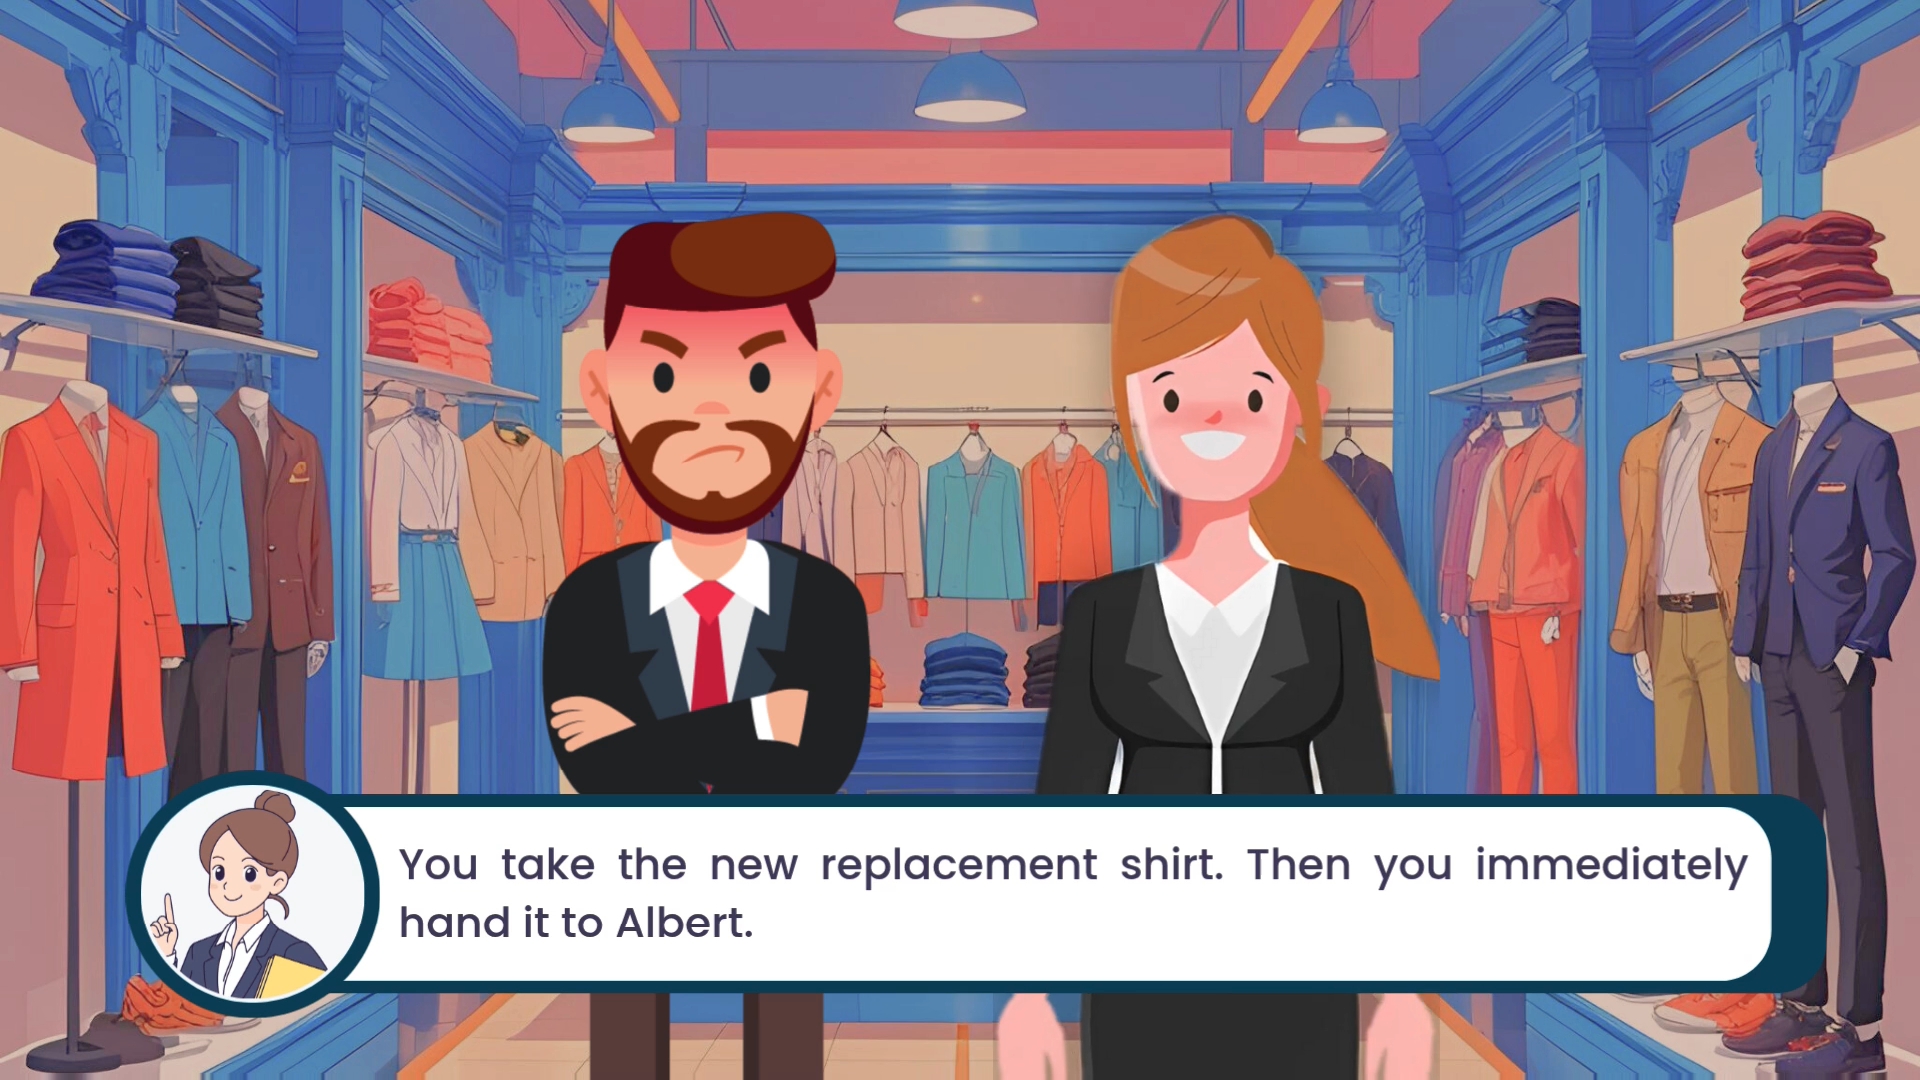 You take the new replacement shirt. Then you immediately
hand it to Albert.